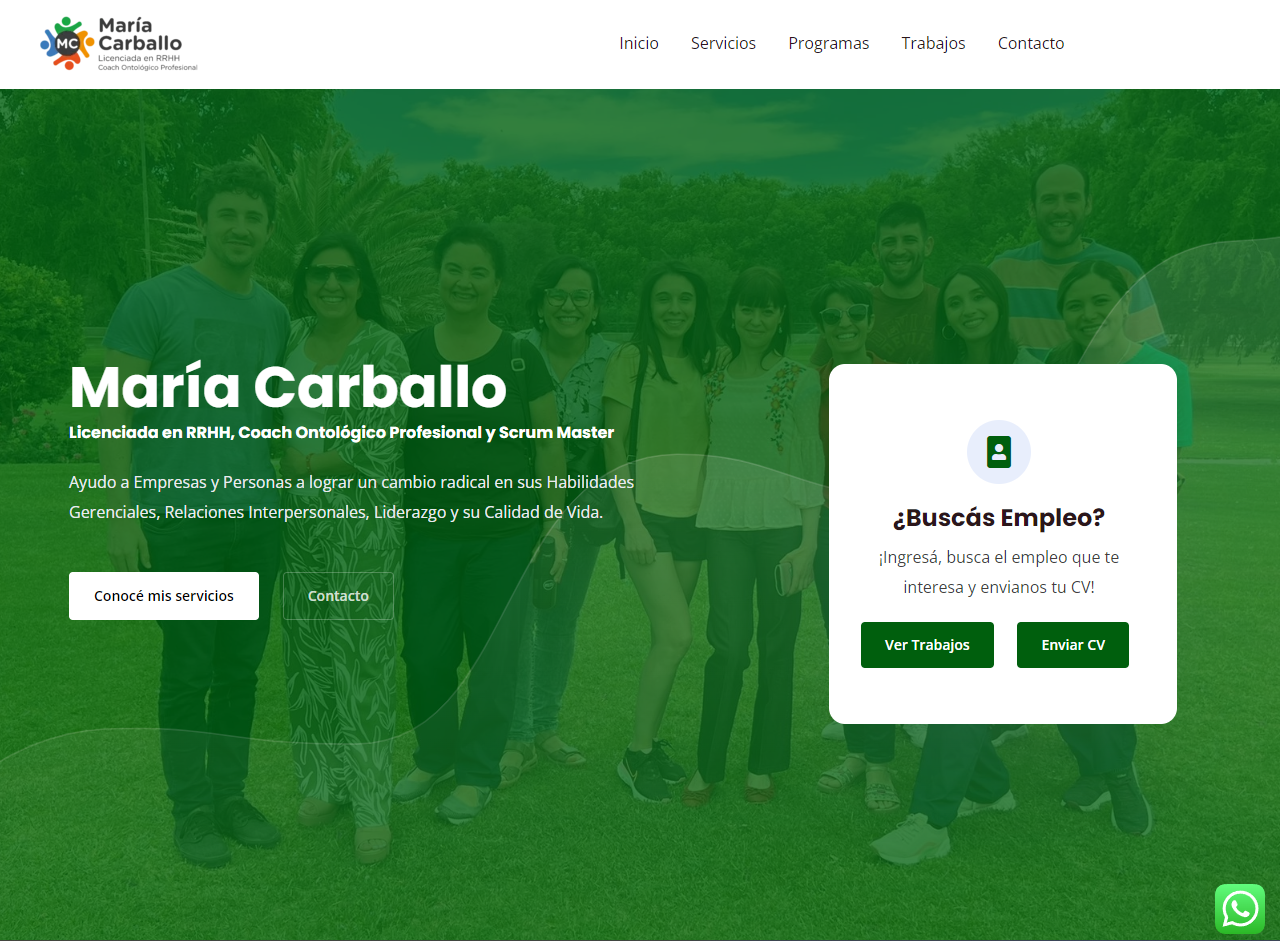 MC
María
Carballo
Licenciada en RRHH
Coach Ontológico Profesional
Inicio
Servicios
Programas
Trabajos
Contacto
María Carballo
Licenciada en RRHH, Coach Ontológico Profesional y Scrum Master
Ayudo a Empresas y Personas a lograr un cambio radical en sus Habilidades
Gerenciales, Relaciones Interpersonales, Liderazgo y su Calidad de Vida.
Conocé mis servicios
Contacto
¿Buscás Empleo?
¡Ingresá, busca el empleo que te
interesa y envianos tu CV!
Ver Trabajos
Enviar CV